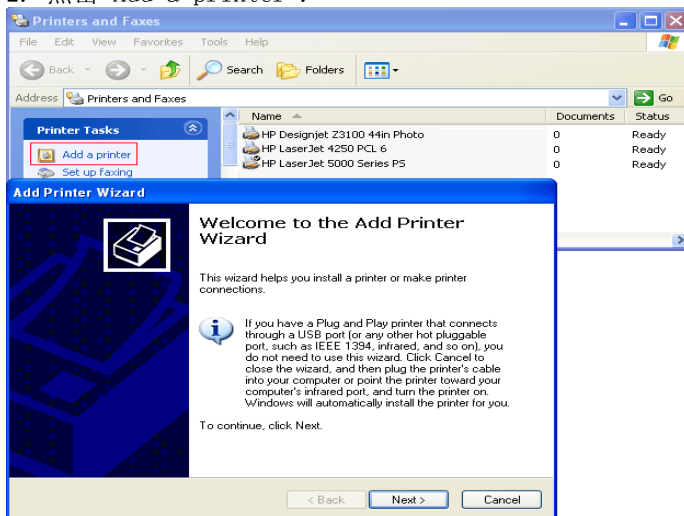 2. 点击"Add a printer".
Printers and Faxes
File Edit View Favorites Tools Help
Back Search Folders
Address Printers and Faxes Go
Name Documents Status
Printer Tasks
HP Designjet Z3100 44in Photo 0 Ready
Add a printer
HP LaserJet 4250 PCL 6 0 Ready
Set up faxing
HP LaserJet 5000 Series PS 0 Ready
Add Printer Wizard
Welcome to the Add Printer
Wizard
This wizard helps you install a printer or make printer
connections.
If you have a Plug and Play printer that connects
through a USB port (or any other hot pluggable
port, such as IEEE 1394, infrared, and so on), you
do not need to use this wizard. Click Cancel to
close the wizard, and then plug the printer's cable
into your computer or point the printer toward your
computer's infrared port, and turn the printer on.
Windows will automatically install the printer for you.
To continue, click Next.
< Back Next > Cancel